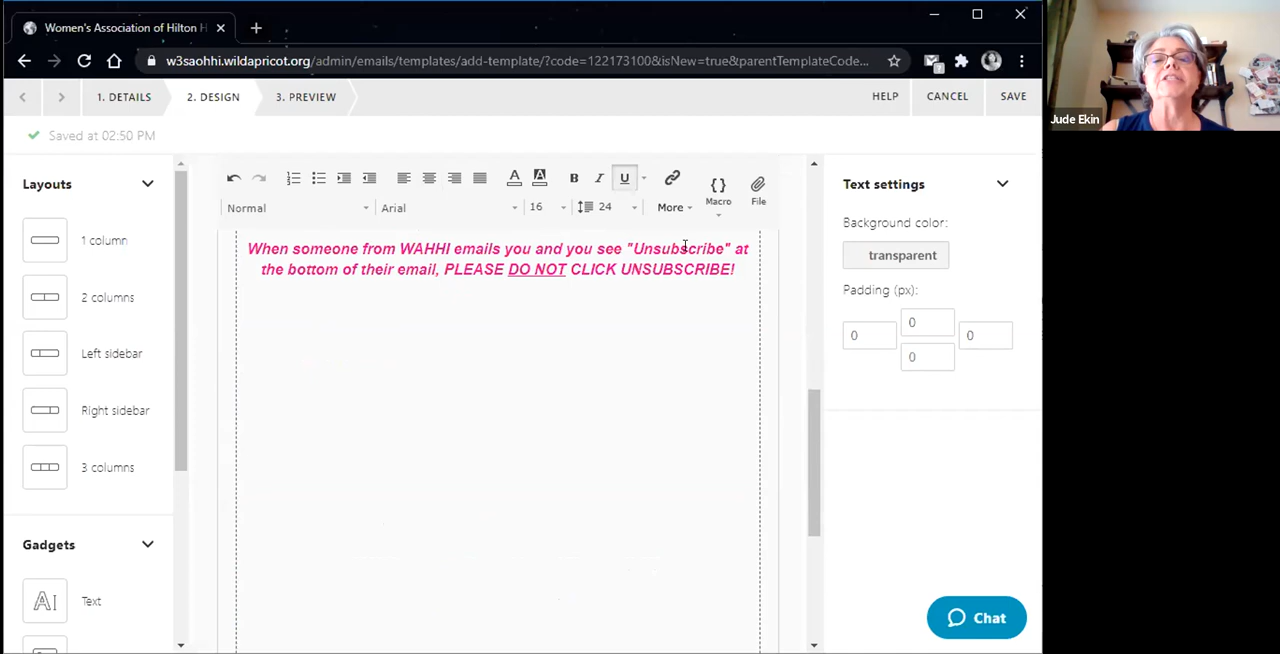 Women's Association of Hilton H
w3saohhi.wildapricot.org/admin/emails/templates/add-template/?code=122173100&isNew=true&parentTemplateCode...
7
1. DETAILS
2. DESIGN
3. PREVIEW
HELP
CANCEL
SAVE
Jude Ekin
Saved at 02:50 PM
Layouts
1 column
2 columns
Left sidebar
Right sidebar
3 columns
Gadgets
Text
A A B I U
{ }
Macro
File
Normal
Arial
16
24
More
When someone from WAHHI emails you and you see "Unsubscribe" at
the bottom of their email, PLEASE DO NOT CLICK UNSUBSCRIBE!
Text settings
Background color:
transparent
Padding (px):
0
0
0
0
Chat